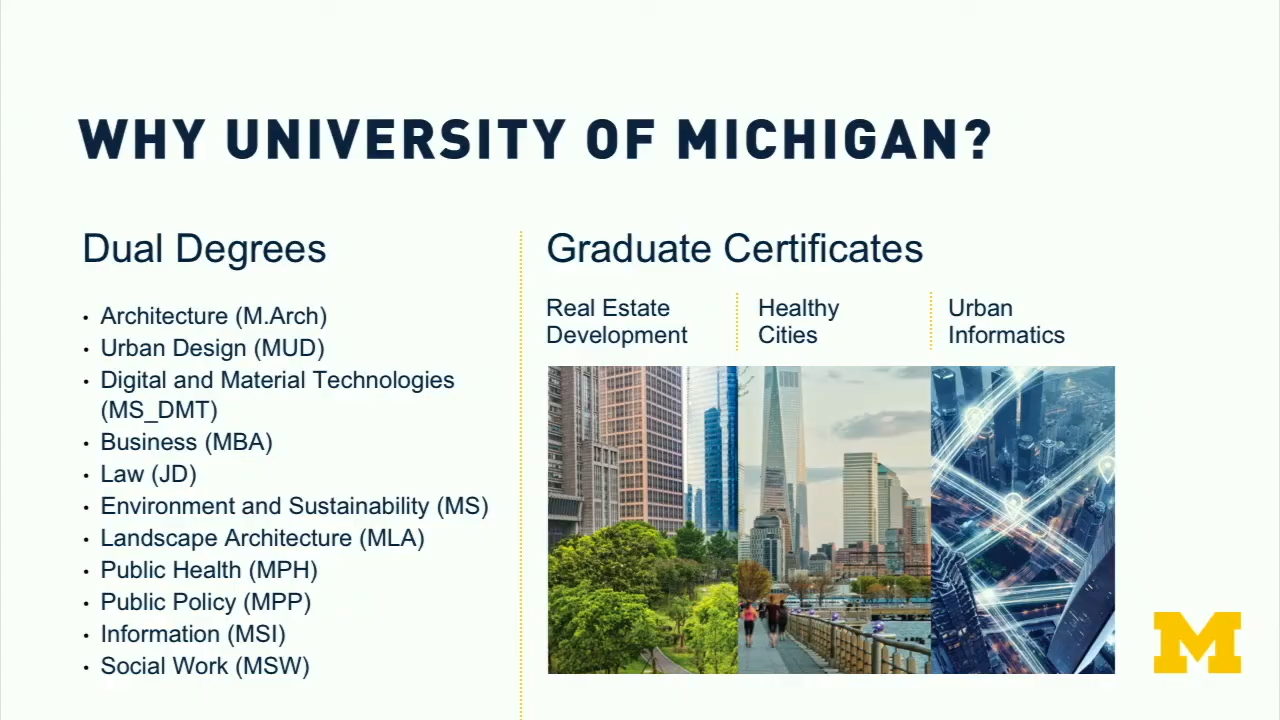 WHY UNIVERSITY OF MICHIGAN?
Dual Degrees
• Architecture (M.Arch)
• Urban Design (MUD)
• Digital and Material Technologies
(MS_DMT)
• Business (MBA)
• Law (JD)
• Environment and Sustainability (MS)
• Landscape Architecture (MLA)
• Public Health (MPH)
• Public Policy (MPP)
• Information (MSI)
• Social Work (MSW)
Graduate Certificates
Real Estate
Development
Healthy
Cities
Urban
Informatics
M